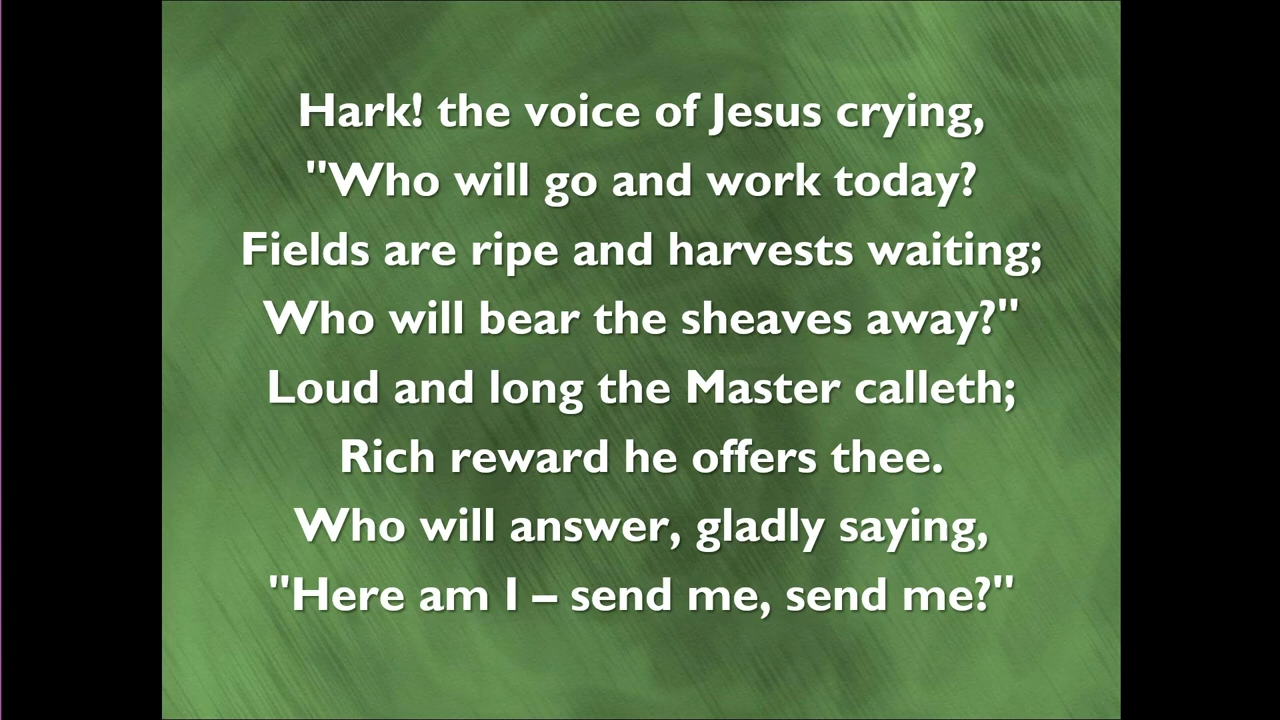 Hark! the voice of Jesus crying,
"Who will go and work today?
Fields are ripe and harvests waiting;
Who will bear the sheaves away?"
Loud and long the Master calleth;
Rich reward he offers thee.
Who will answer, gladly saying,
"Here am I – send me, send me?"